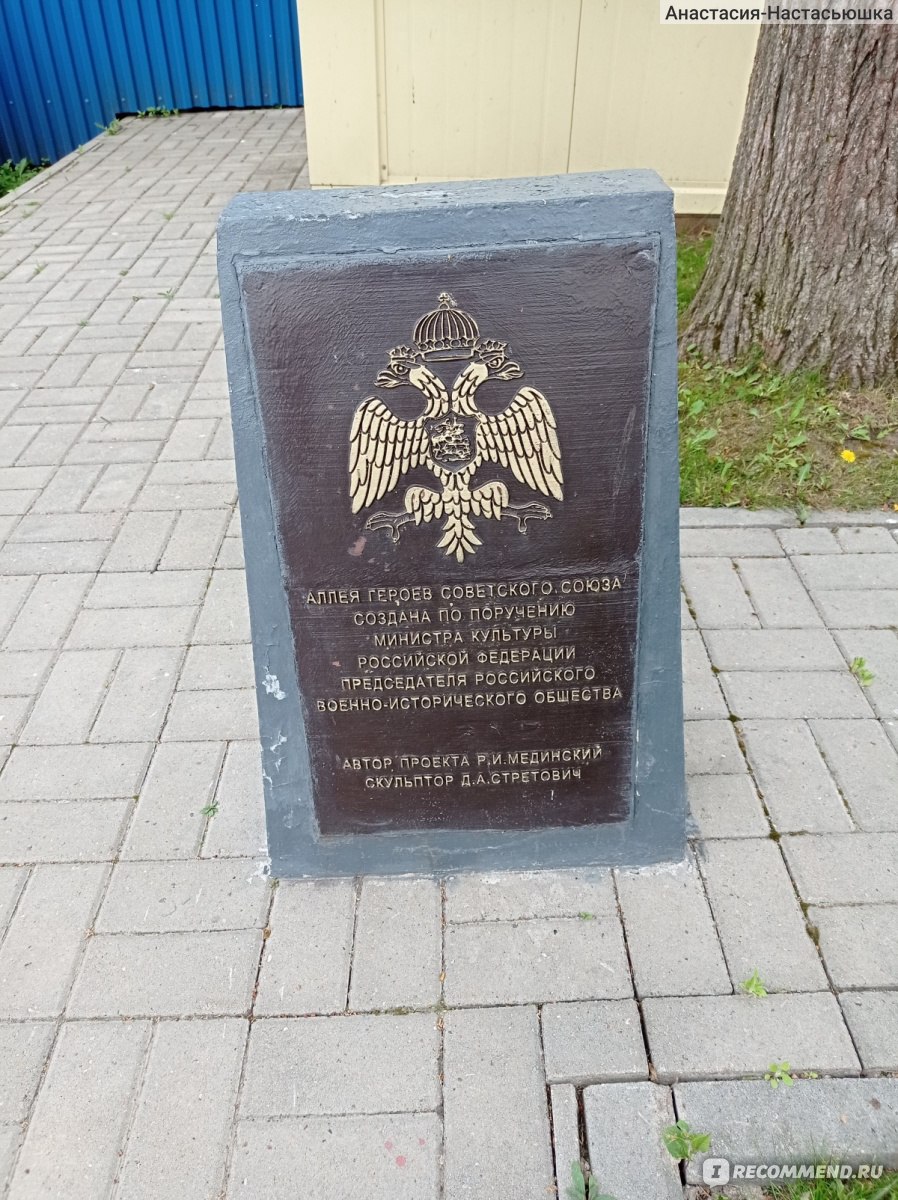 Анастасия-Настасьюшка
АЛЛЕЯ ГЕРОЕВ СОВЕТСКОГО СОЮЗА
СОЗДАНА ПО ПОРУЧЕНИЮ
МИНИСТРА КУЛЬТУРЫ
РОССИЙСКОЙ ФЕДЕРАЦИИ
ПРЕДСЕДАТЕЛЯ РОССИЙСКОГО
ВОЕННО-ИСТОРИЧЕСКОГО ОБЩЕСТВА
АВТОР ПРОЕКТА Р.И.МЕДИНСКИЙ
СКУЛЬПТОР Д.А.СТРЕТОВИЧ
IRECOMMEND.RU